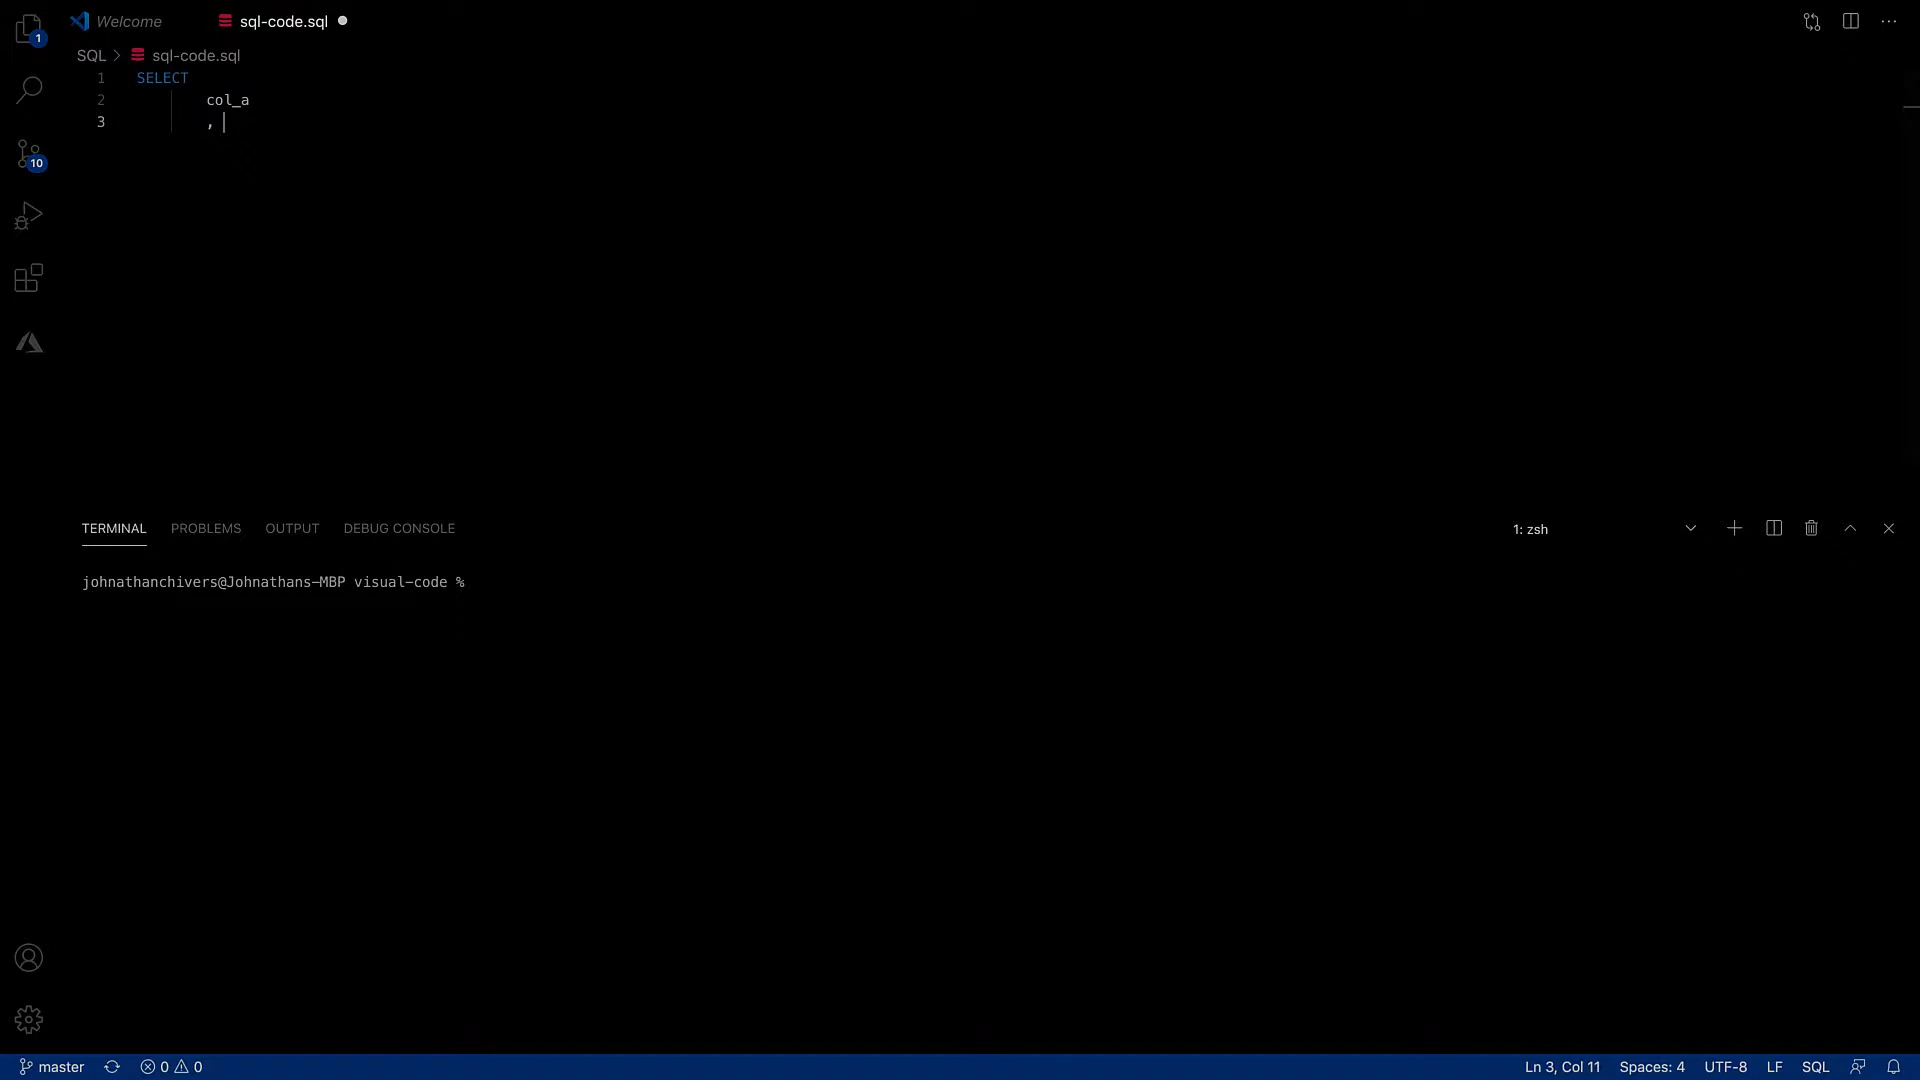 Welcome
sql-code.sql
1
SQL > sql-code.sql
1 SELECT
2 col_a
3 ,
10
TERMINAL PROBLEMS OUTPUT DEBUG CONSOLE
1: zsh
johnathanchivers@Johnathans-MBP visual-code %
master 0 0
Ln 3, Col 11 Spaces: 4 UTF-8 LF SQL